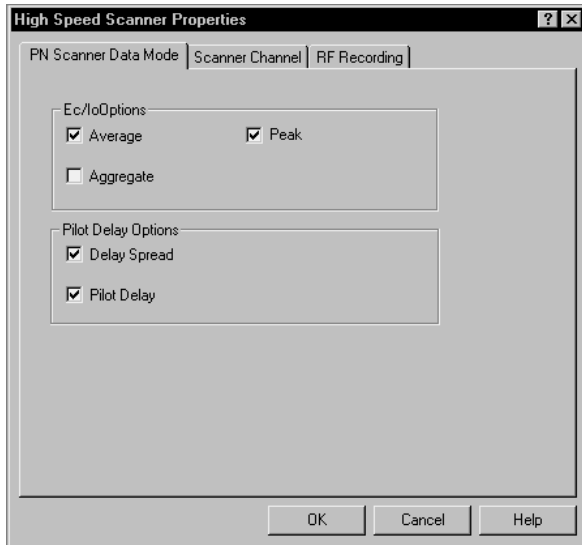 High Speed Scanner Properties
PN Scanner Data Mode Scanner Channel RF Recording
Ec/IoOptions
Average Peak
Aggregate
Pilot Delay Options
Delay Spread
Pilot Delay
OK Cancel Help